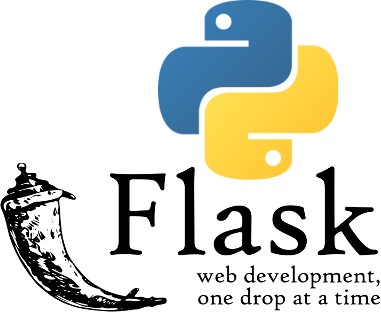 Flask
web development,
one drop at a time